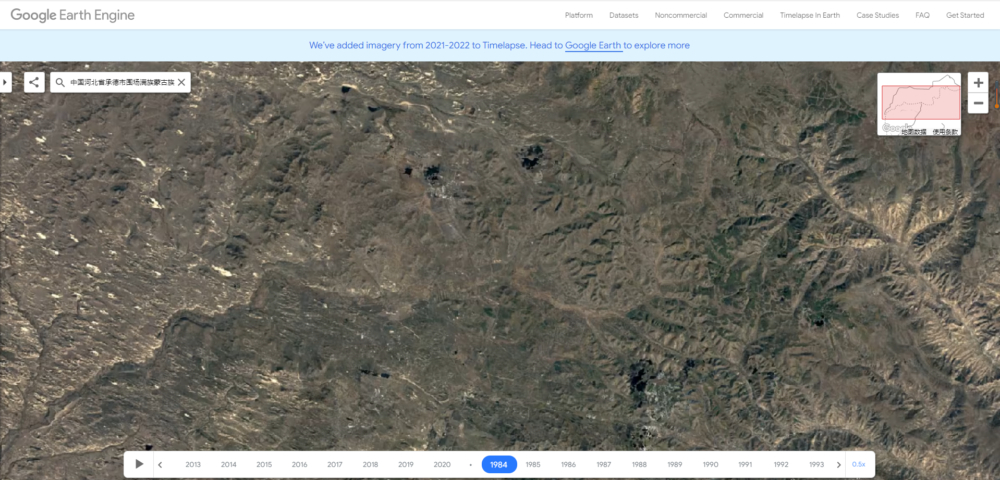 Google Earth Engine
Platform
Datasets
Noncommercial
Commercial
Timelapse In Earth
Case Studies
FAQ
Get Started
We've added imagery from 2021-2022 to Timelapse. Head to Google Earth to explore more
中国河北省承德市围场满族蒙古族
Google
地图数据 使用条款
2013 2014 2015 2016 2017 2018 2019 2020 • 1984 1985 1986 1987 1988 1989 1990 1991 1992 1993 0.5x